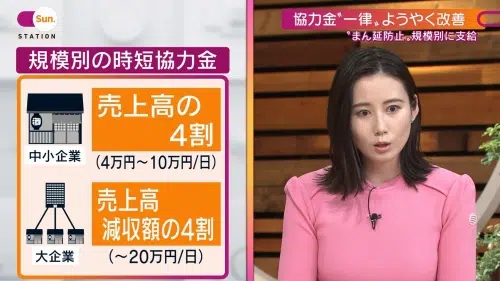 Sun.
STATION
協力金〝一律〟ようやく改善
〝まん延防止〟規模別に支給
規模別の時短協力金
売上高の
4割
中小企業
(4万円~10万円/日)
売上高
減収額の4割
大企業
(~20万円/日)